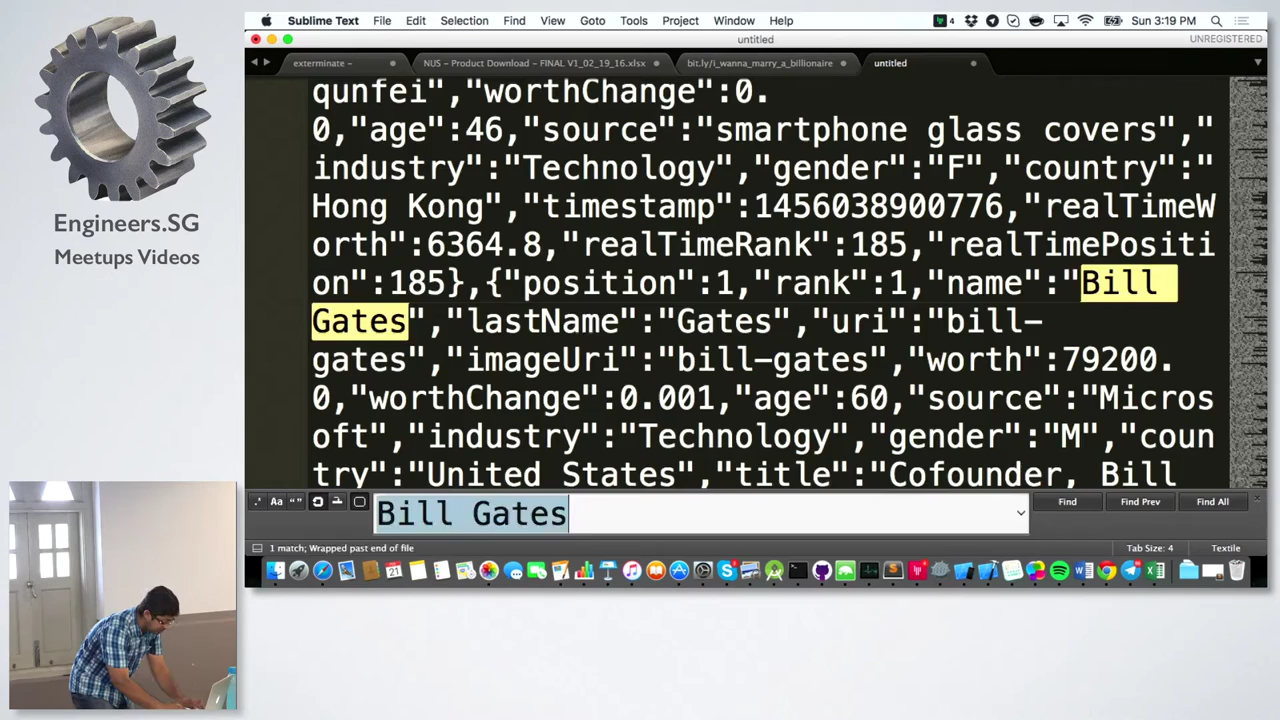 Sublime Text File Edit Selection Find View Goto Tools Project Window Help 4 Sun 3:19 PM
untitled UNREGISTERED
exterminate – NUS – Product Download – FINAL V1_02_19_16.xlsx bit.ly/i_wanna_marry_a_billionaire untitled
qunfei","worthChange":0.
0,"age":46,"source":"smartphone glass covers","
industry":"Technology","gender":"F","country":"
Hong Kong","timestamp":1456038900776,"realTimeW
orth":6364.8,"realTimeRank":185,"realTimePositi
on":185},{"position":1,"rank":1,"name":"Bill
Gates","lastName":"Gates","uri":"bill-
gates","imageUri":"bill-gates","worth":79200.
0,"worthChange":0.001,"age":60,"source":"Micros
oft","industry":"Technology","gender":"M","coun
try":"United States","title":"Cofounder, Bill
.* Aa “” Bill Gates Find Find Prev Find All
1 match; Wrapped past end of file Tab Size: 4 Textile
Engineers.SG
Meetups Videos